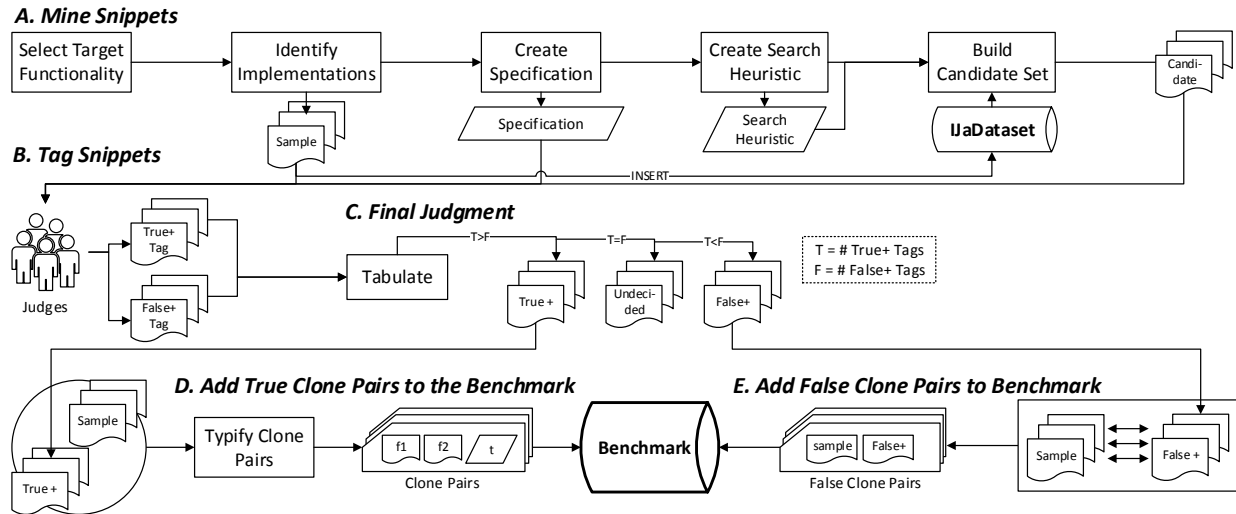 A. Mine Snippets
Select Target
Functionality
Identify
Implementations
Create
Specification
Create Search
Heuristic
Build
Candidate Set
Candi-
date
Sample
Specification
Search
Heuristic
IJaDataset
INSERT
B. Tag Snippets
Judges
True+
Tag
False+
Tag
C. Final Judgment
Tabulate
T>F
T=F
T<F
True +
Undeci-
ded
False+
T = # True+ Tags
F = # False+ Tags
D. Add True Clone Pairs to the Benchmark
Sample
True +
Typify Clone
Pairs
f1
f2
t
Clone Pairs
Benchmark
E. Add False Clone Pairs to Benchmark
sample
False+
False Clone Pairs
Sample
False +